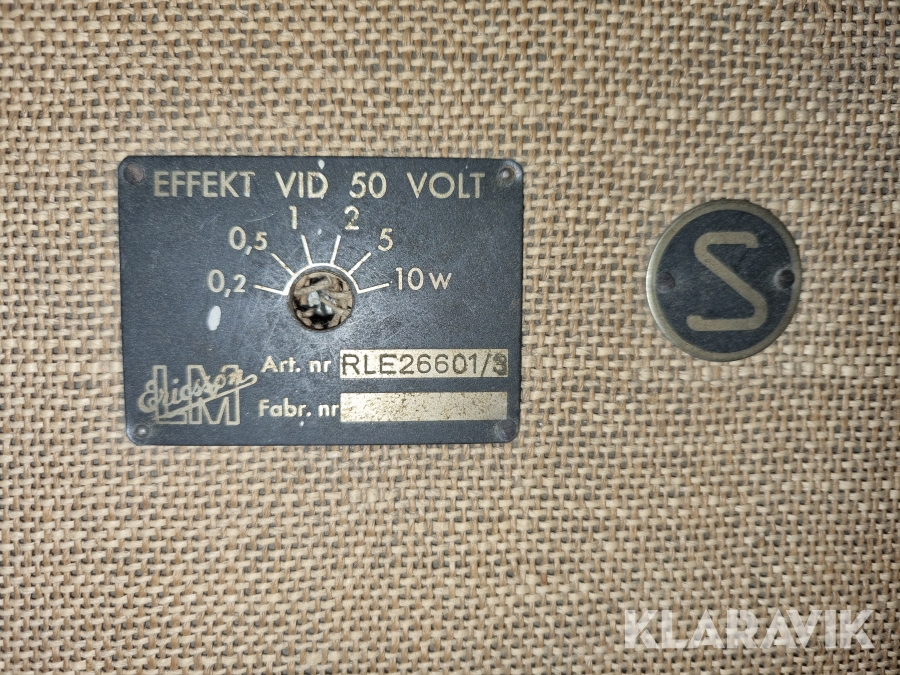 EFFEKT VID 50 VOLT
1 2
0,5 5
0,2 10 W
Art. nr RLE26601/3
LM Ericsson
Fabr. nr
S
KLARAVIK